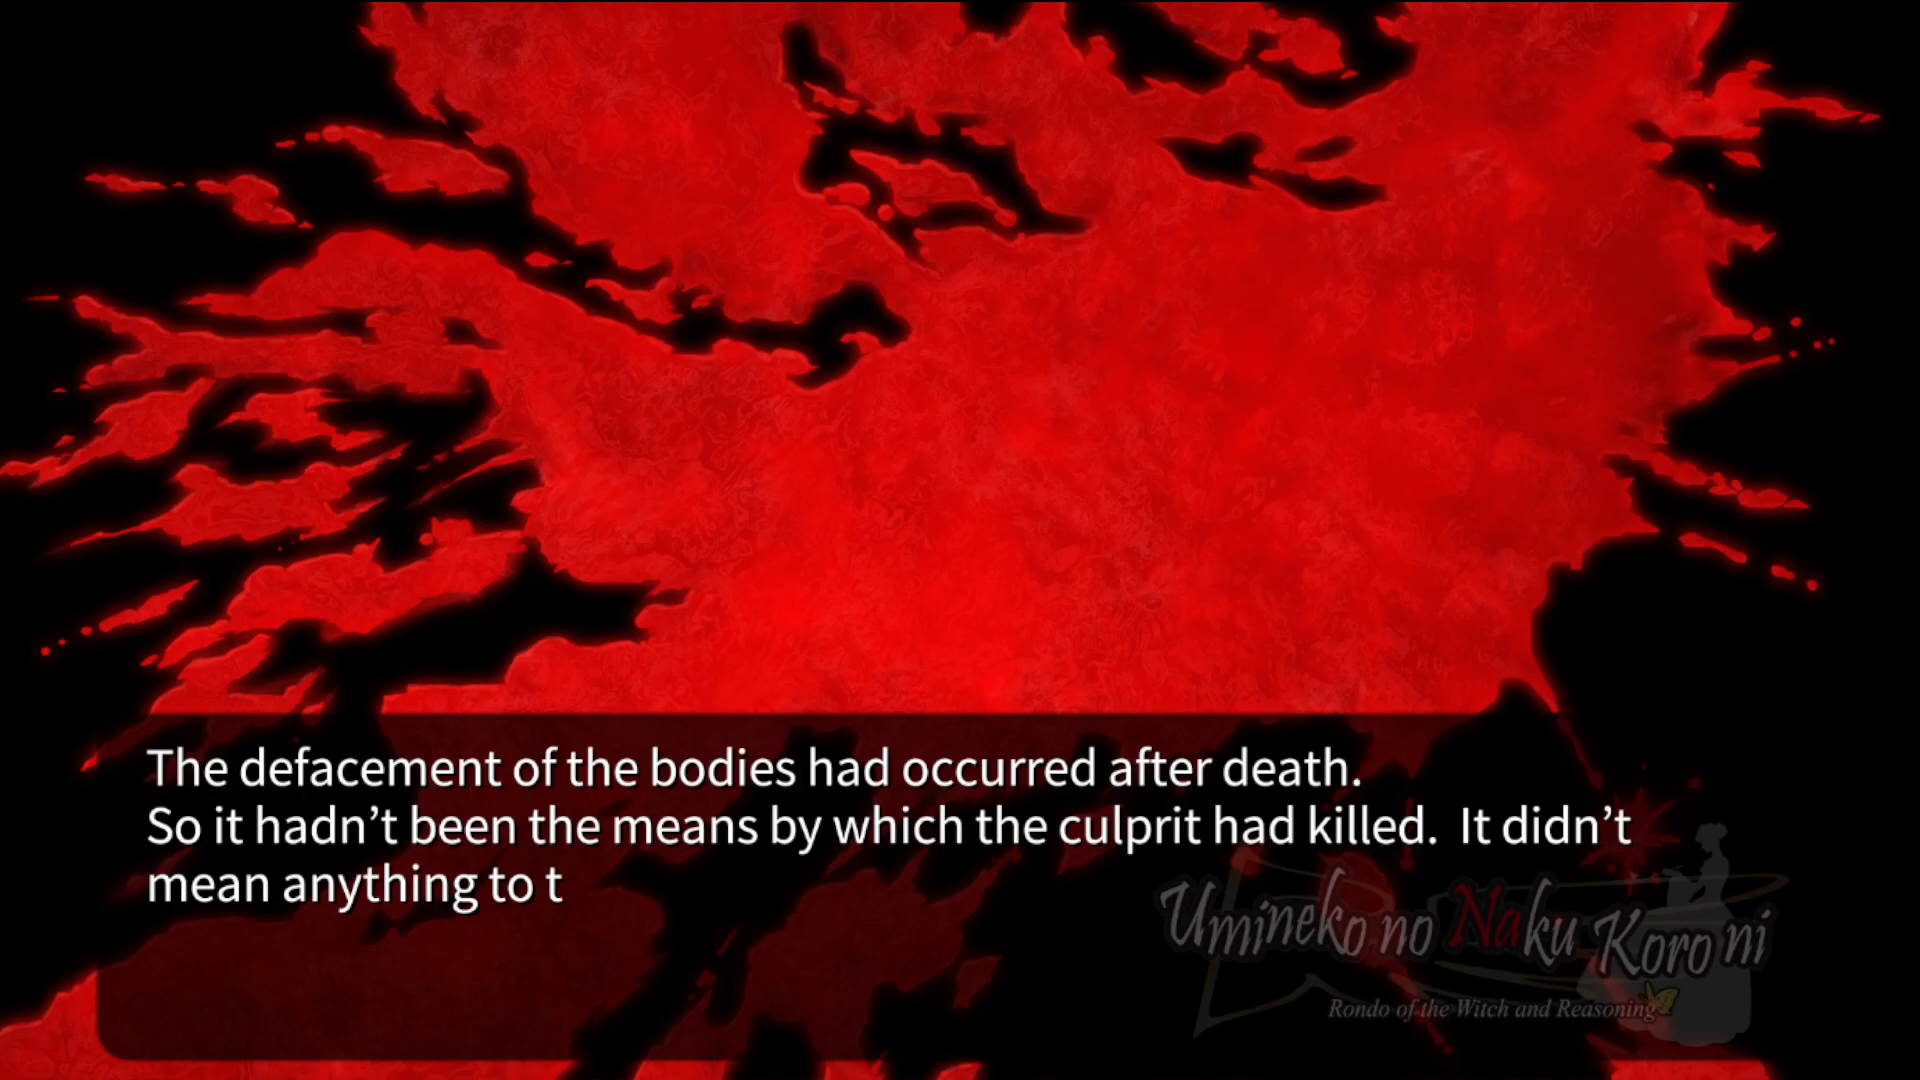 The defacement of the bodies had occurred after death.
So it hadn’t been the means by which the culprit had killed.  It didn’t
mean anything to t
Umineko no Naku Koro ni
Rondo of the Witch and Reasoning